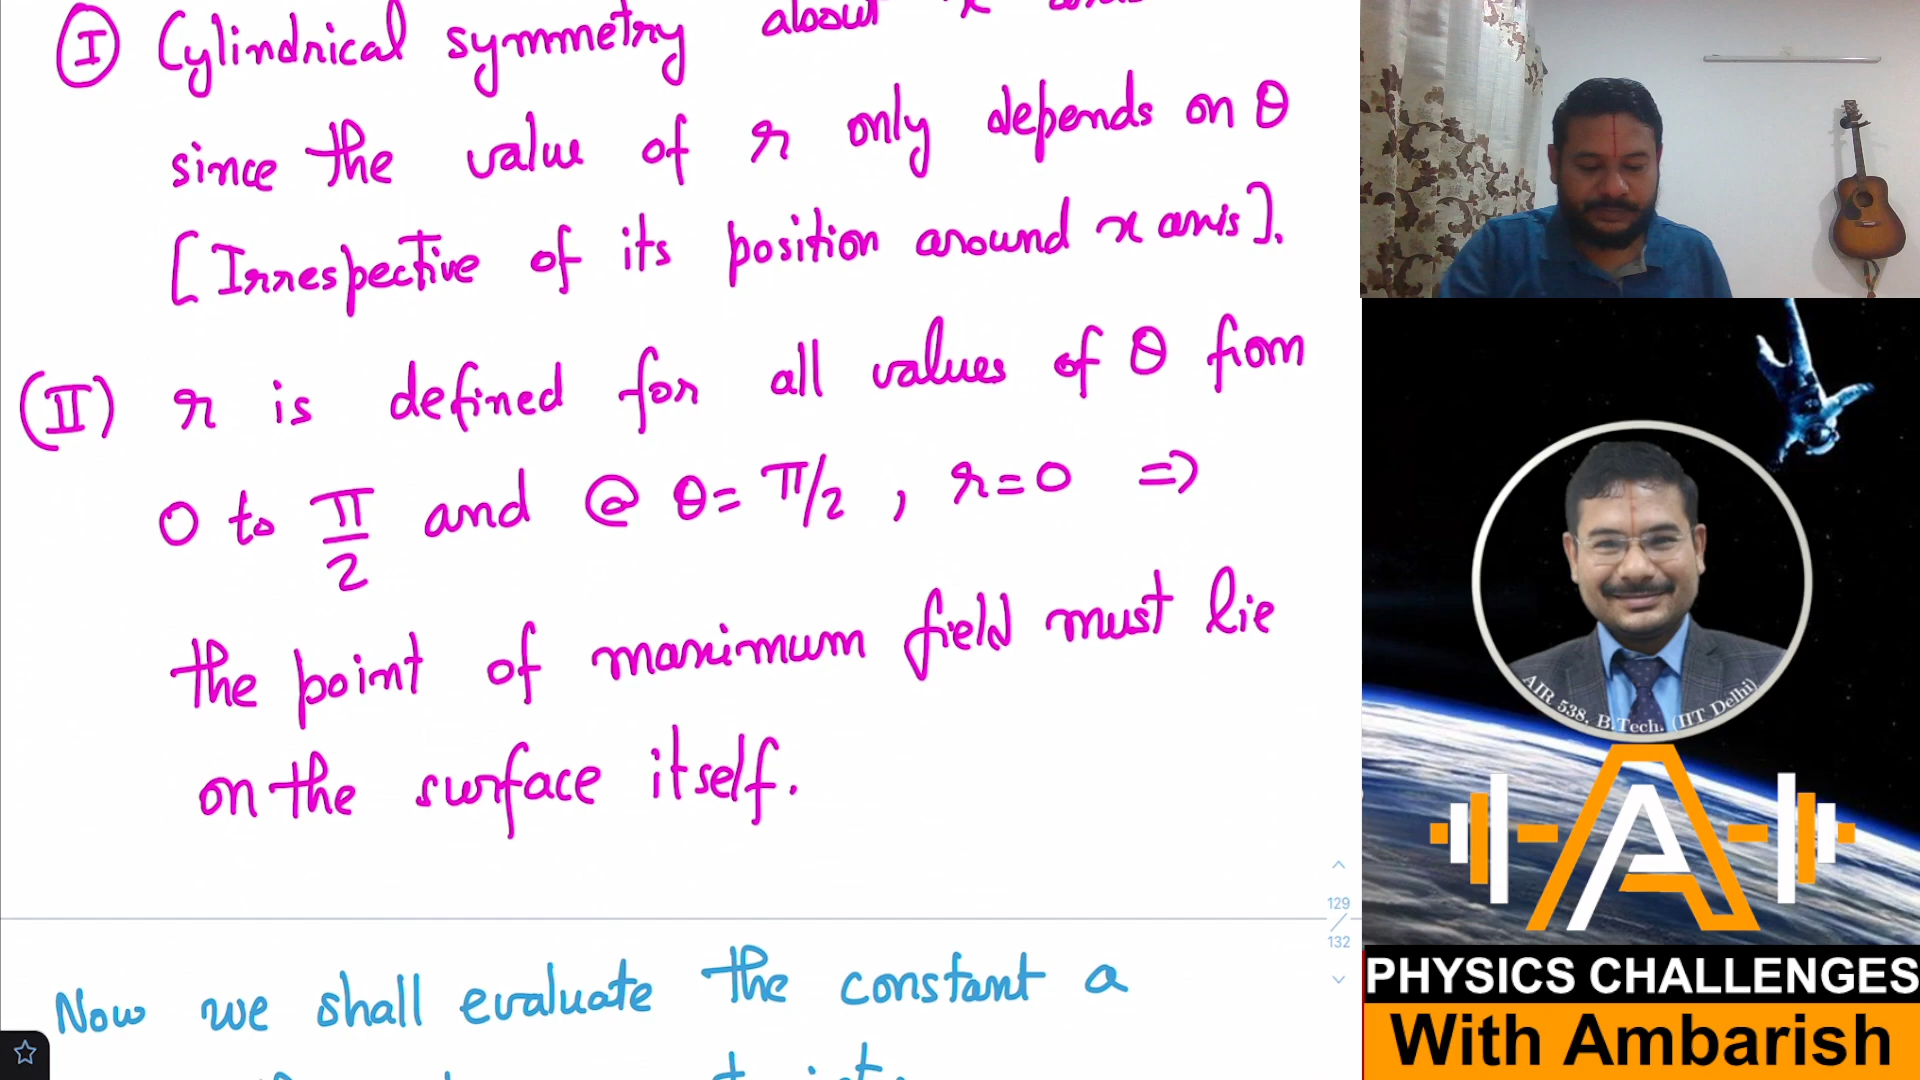 I Cylindrical symmetry about x axis
since the value of r only depends on θ
[Irrespective of its position around x axis].
(II) r is defined for all values of θ from
0 to π/2 and @ θ = π/2, r = 0 ⇒
the point of maximum field must lie
on the surface itself.
129
132
Now we shall evaluate the constant a
AIR 538, B.Tech. (IIT Delhi)
A
PHYSICS CHALLENGES
With Ambarish